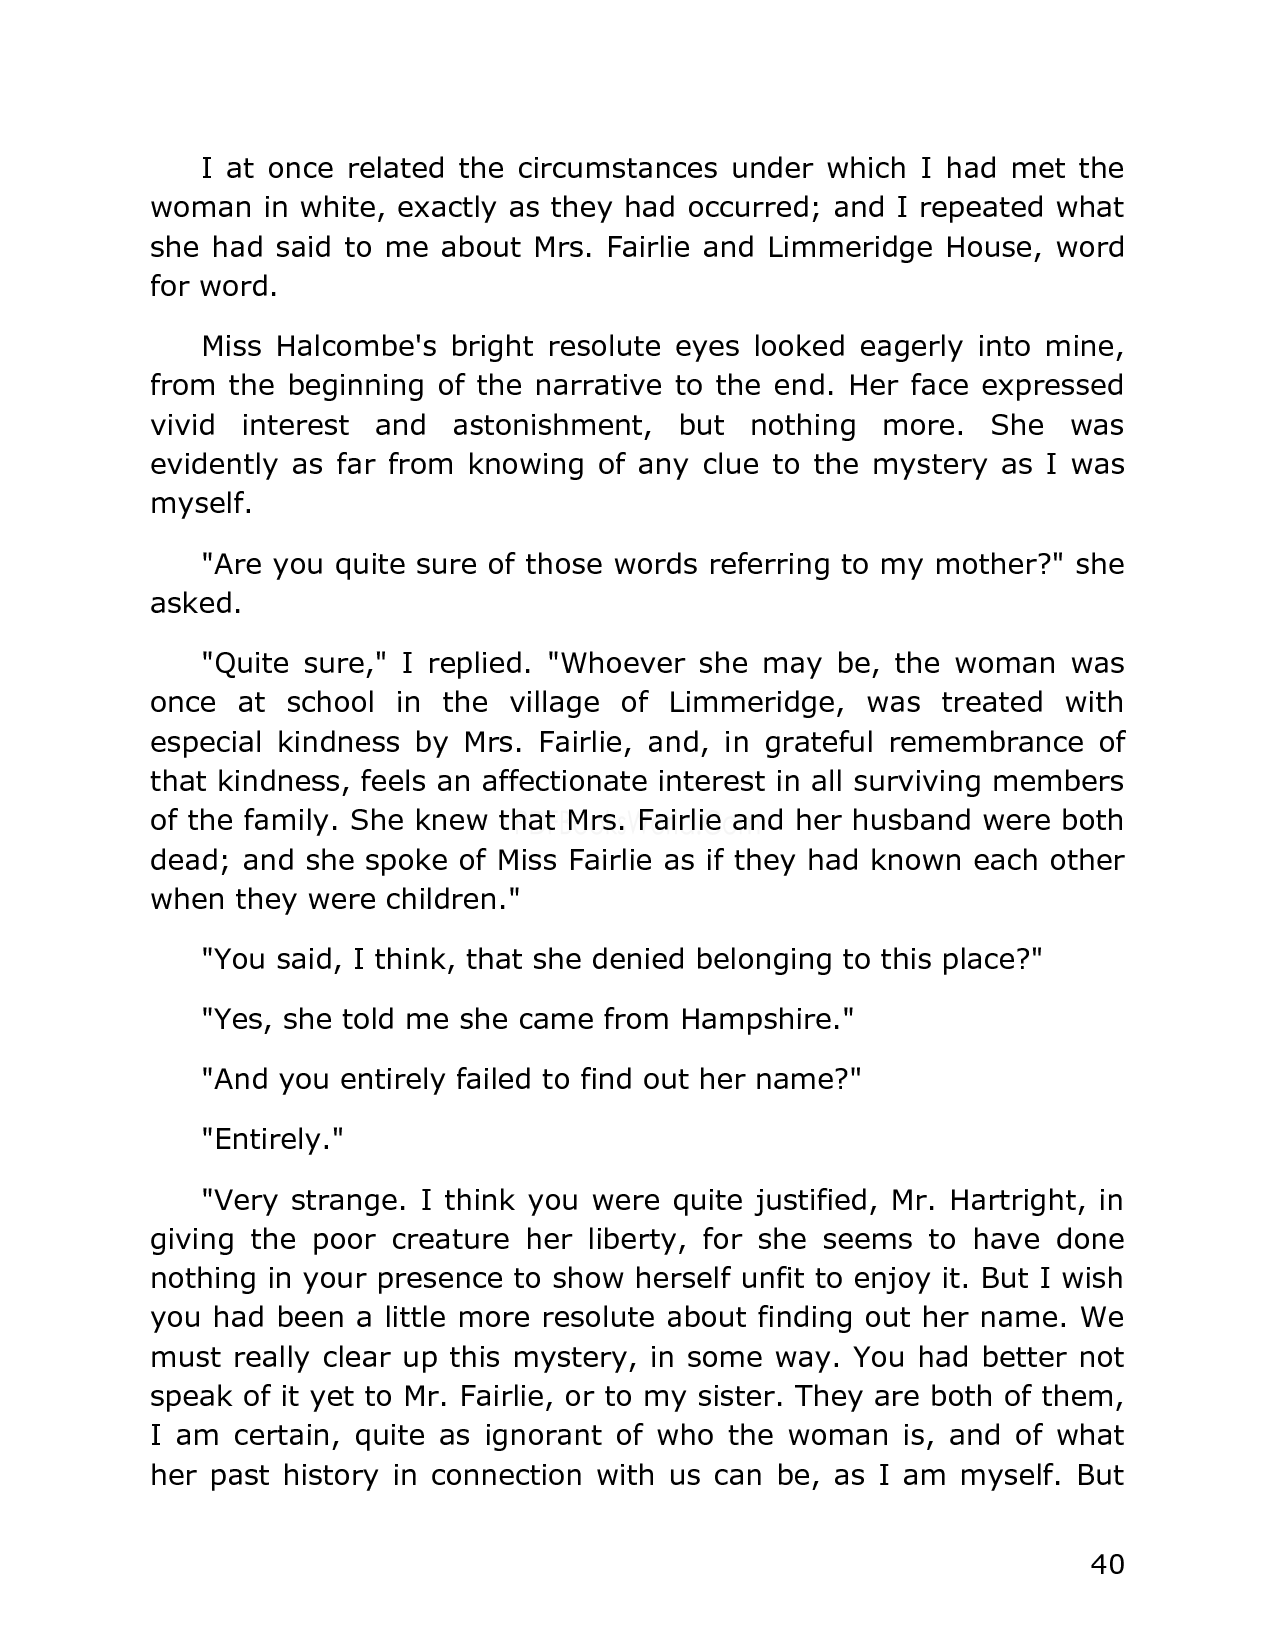 I at once related the circumstances under which I had met the
woman in white, exactly as they had occurred; and I repeated what
she had said to me about Mrs. Fairlie and Limmeridge House, word
for word.
Miss Halcombe's bright resolute eyes looked eagerly into mine,
from the beginning of the narrative to the end. Her face expressed
vivid interest and astonishment, but nothing more. She was
evidently as far from knowing of any clue to the mystery as I was
myself.
"Are you quite sure of those words referring to my mother?" she
asked.
"Quite sure," I replied. "Whoever she may be, the woman was
once at school in the village of Limmeridge, was treated with
especial kindness by Mrs. Fairlie, and, in grateful remembrance of
that kindness, feels an affectionate interest in all surviving members
of the family. She knew that Mrs. Fairlie and her husband were both
dead; and she spoke of Miss Fairlie as if they had known each other
when they were children."
"You said, I think, that she denied belonging to this place?"
"Yes, she told me she came from Hampshire."
"And you entirely failed to find out her name?"
"Entirely."
"Very strange. I think you were quite justified, Mr. Hartright, in
giving the poor creature her liberty, for she seems to have done
nothing in your presence to show herself unfit to enjoy it. But I wish
you had been a little more resolute about finding out her name. We
must really clear up this mystery, in some way. You had better not
speak of it yet to Mr. Fairlie, or to my sister. They are both of them,
I am certain, quite as ignorant of who the woman is, and of what
her past history in connection with us can be, as I am myself. But
40